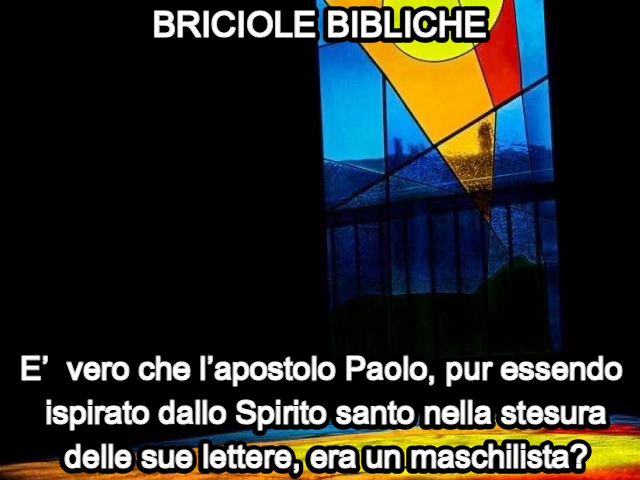 BRICIOLE BIBLICHE
E’ vero che l’apostolo Paolo, pur essendo
ispirato dallo Spirito santo nella stesura
delle sue lettere, era un maschilista?